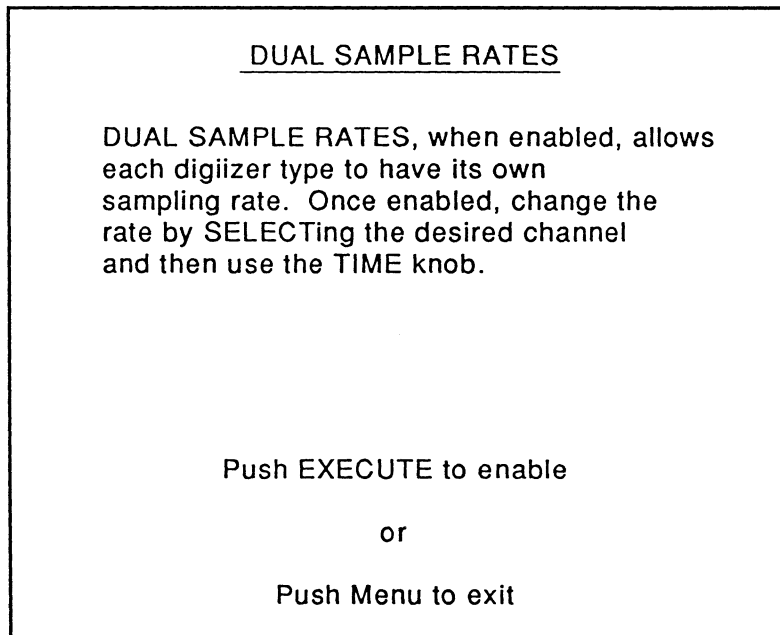 DUAL SAMPLE RATES
DUAL SAMPLE RATES, when enabled, allows
each digiizer type to have its own
sampling rate. Once enabled, change the
rate by SELECTing the desired channel
and then use the TIME knob.
Push EXECUTE to enable
or
Push Menu to exit